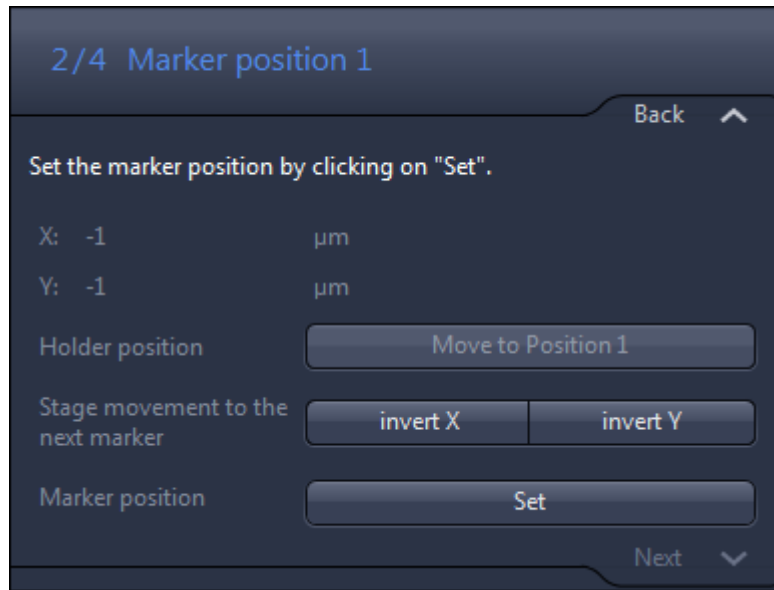 2/4 Marker position 1
Back
Set the marker position by clicking on "Set".
X: -1 µm
Y: -1 µm
Holder position Move to Position 1
Stage movement to the
next marker invert X invert Y
Marker position Set
Next